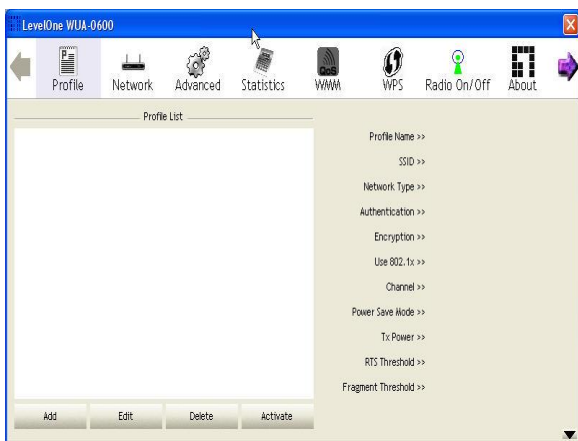 LevelOne WUA-0600
Profile Network Advanced Statistics QoS WMM WPS Radio On/Off About
Profile List
Profile Name >>
SSID >>
Network Type >>
Authentication >>
Encryption >>
Use 802.1x >>
Channel >>
Power Save Mode >>
Tx Power >>
RTS Threshold >>
Fragment Threshold >>
Add Edit Delete Activate